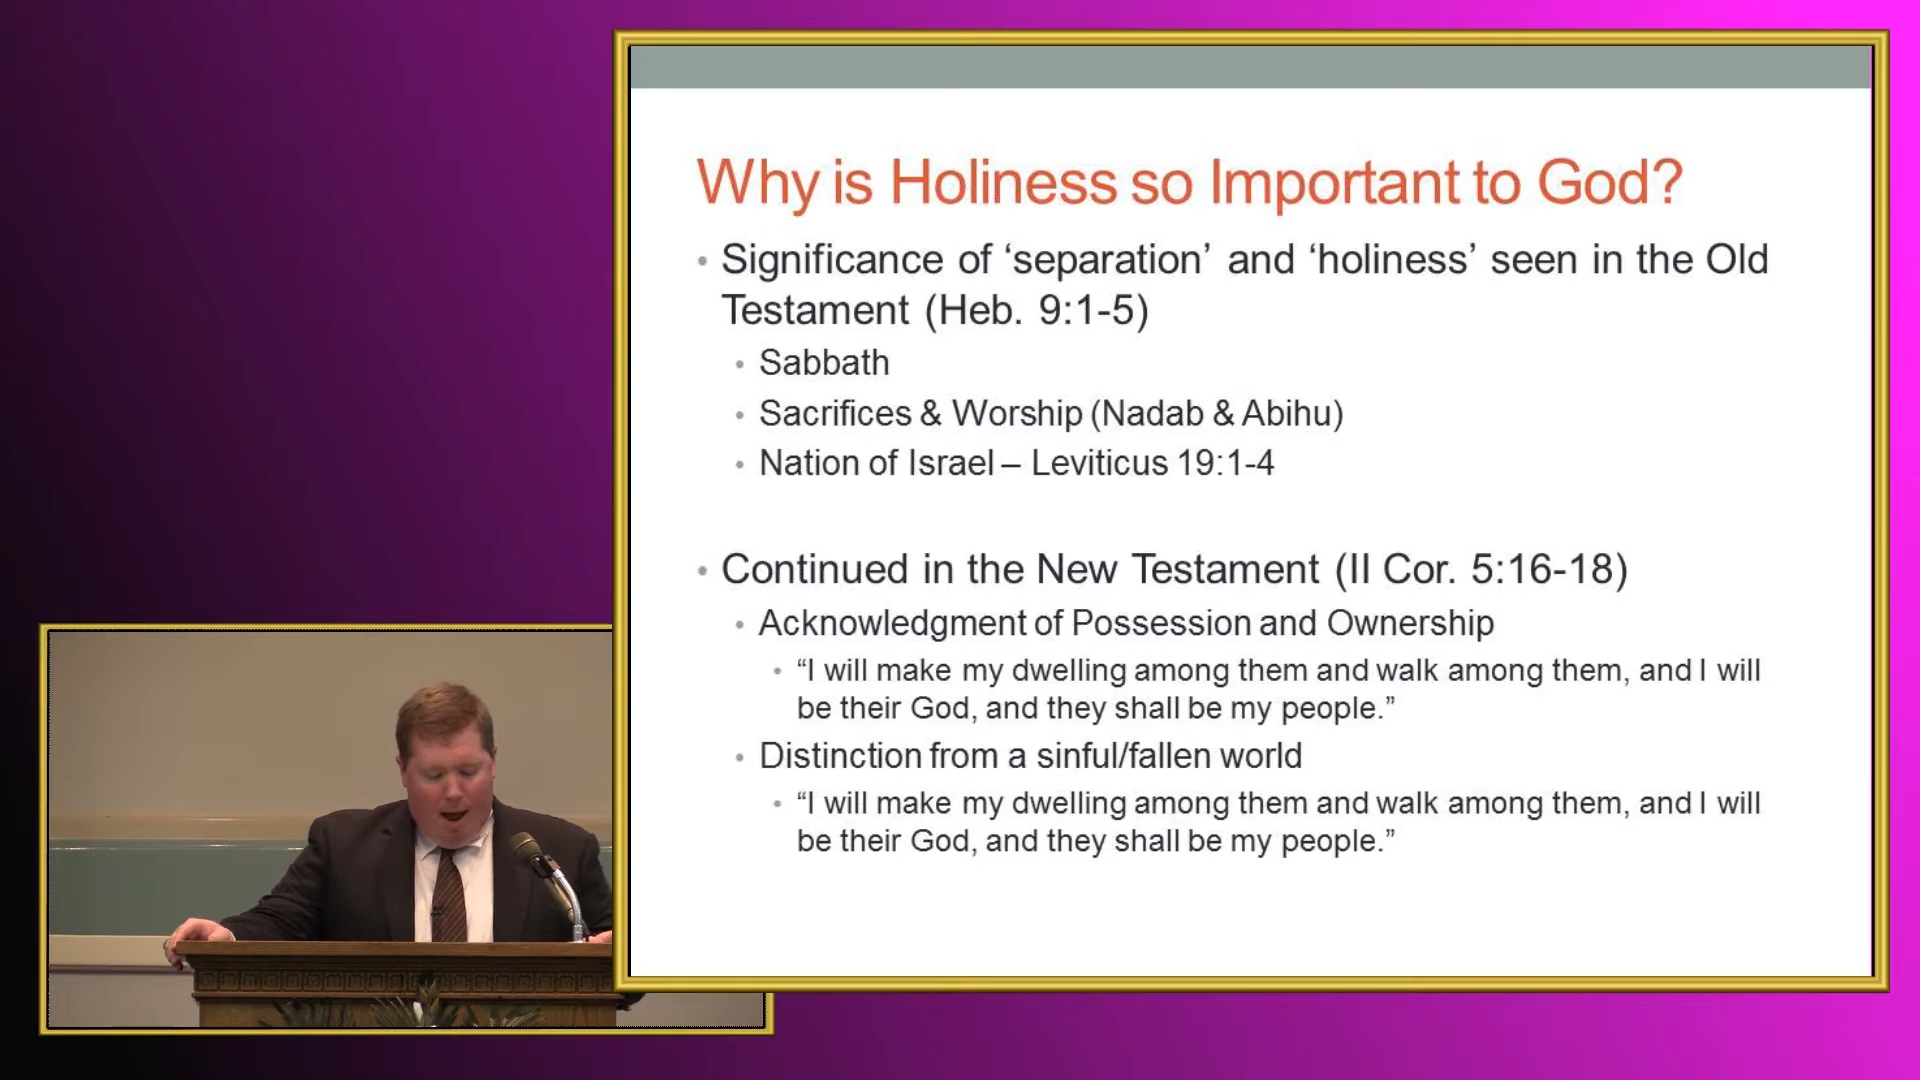 Why is Holiness so Important to God?
• Significance of ‘separation’ and ‘holiness’ seen in the Old
Testament (Heb. 9:1-5)
• Sabbath
• Sacrifices & Worship (Nadab & Abihu)
• Nation of Israel – Leviticus 19:1-4
• Continued in the New Testament (II Cor. 5:16-18)
• Acknowledgment of Possession and Ownership
• “I will make my dwelling among them and walk among them, and I will
be their God, and they shall be my people.”
• Distinction from a sinful/fallen world
• “I will make my dwelling among them and walk among them, and I will
be their God, and they shall be my people.”